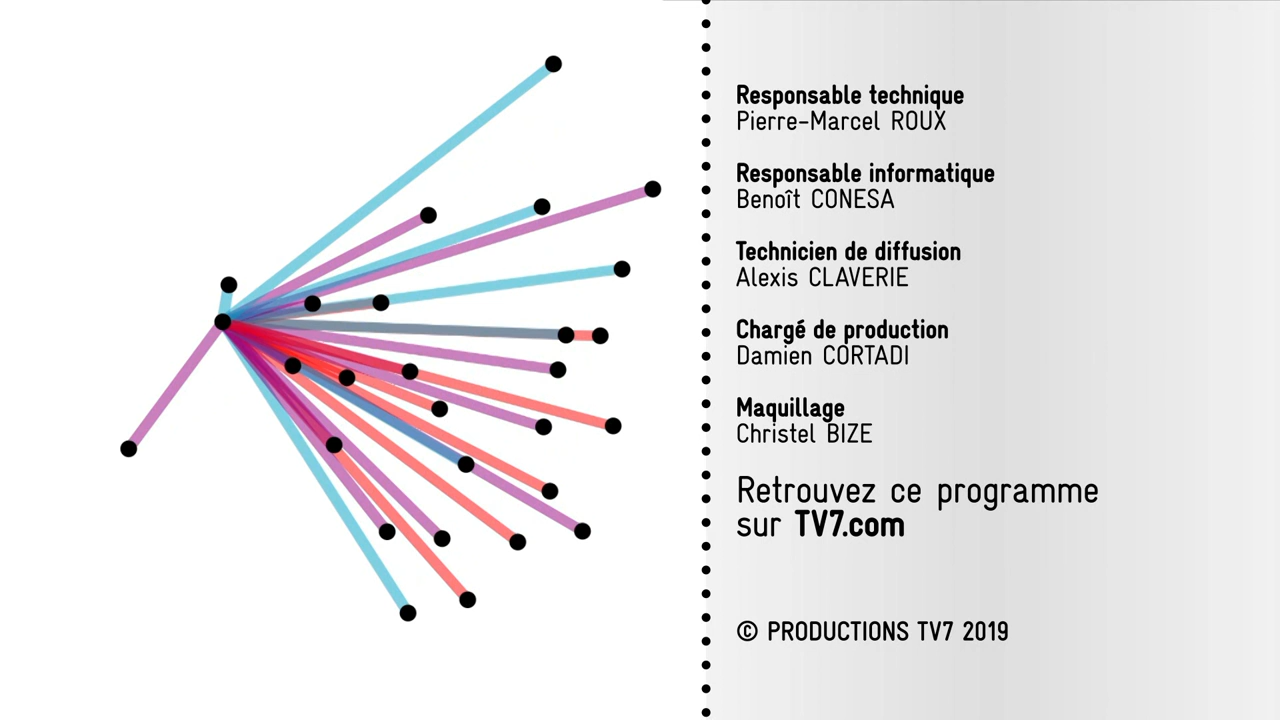 Responsable technique
Pierre-Marcel ROUX
Responsable informatique
Benoît CONESA
Technicien de diffusion
Alexis CLAVERIE
Chargé de production
Damien CORTADI
Maquillage
Christel BIZE
Retrouvez ce programme
sur TV7.com
© PRODUCTIONS TV7 2019